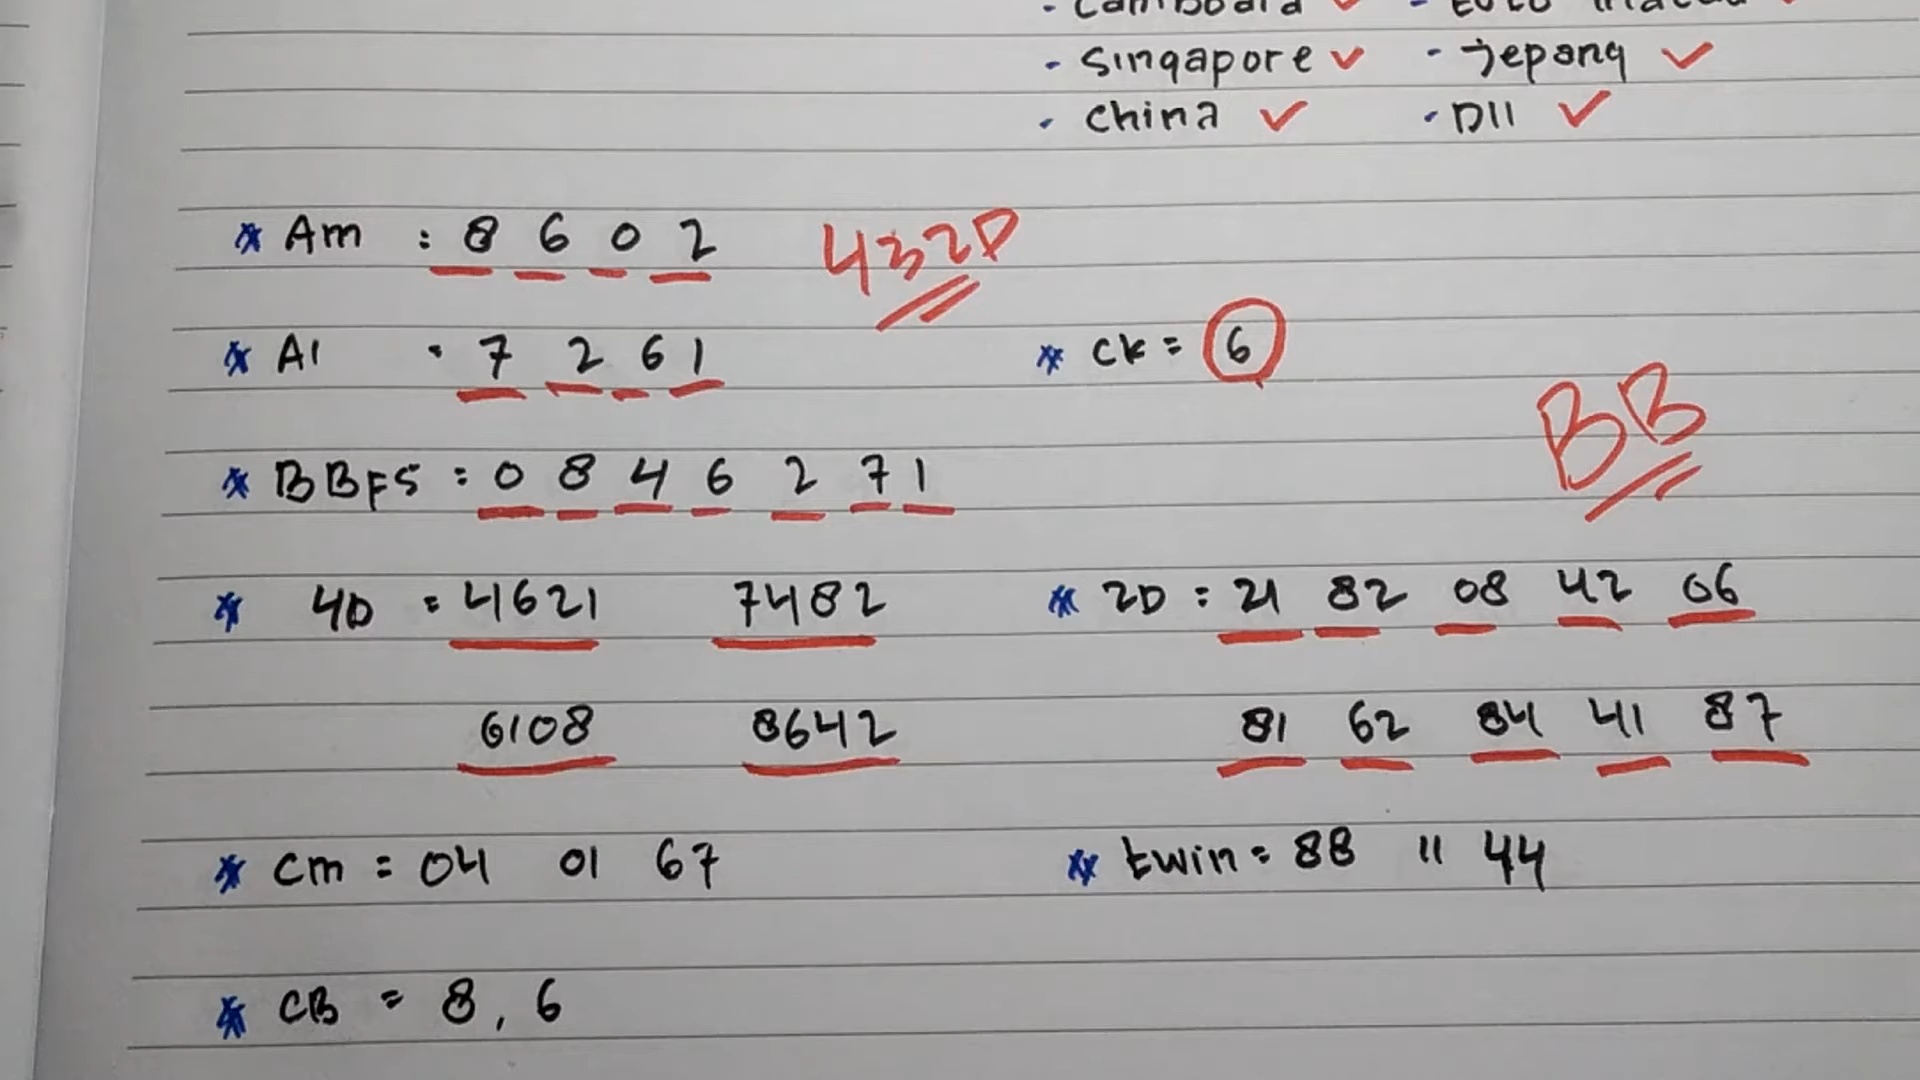 - Singapore ✓ - Jepang ✓
- China ✓ - Dll ✓
* Am : 8 6 0 2 432D
* AI = 7 2 6 1 * CK = 6
BB
* BBFS : 0 8 4 6 2 7 1
* 4D = 4621 7482 * 2D : 21 82 08 42 06
6108 8642 81 62 84 41 87
* Cm = 04 01 67 * twin = 88 11 44
* CB = 8, 6